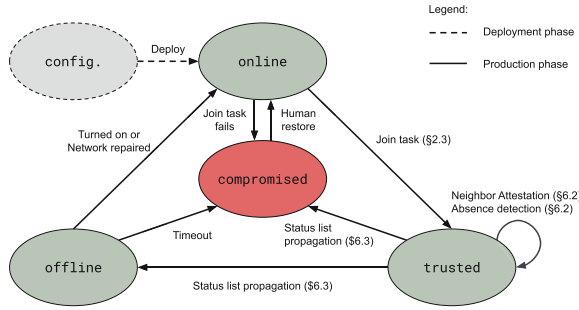 Legend:
Deployment phase
Production phase
config.
Deploy
online
Join task
fails
Human
restore
Turned on or
Network repaired
Join task (§2.3)
compromised
Neighbor Attestation (§6.2)
Absence detection (§6.2)
Timeout
Status list
propagation ($6.3)
offline
trusted
Status list propagation ($6.3)